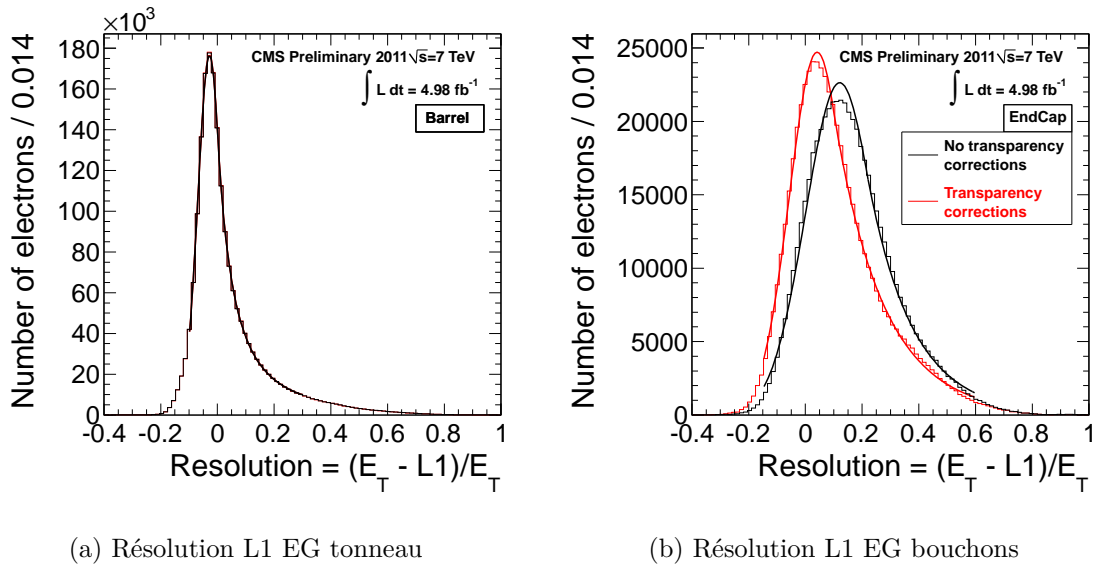 ×10³
180
160
140
120
100
80
60
40
20
0
Number of electrons / 0.014
CMS Preliminary 2011√s=7 TeV
∫ L dt = 4.98 fb⁻¹
Barrel
-0.4 -0.2 0 0.2 0.4 0.6 0.8 1
Resolution = (E_T - L1)/E_T
(a) Résolution L1 EG tonneau
25000
20000
15000
10000
5000
0
Number of electrons / 0.014
CMS Preliminary 2011√s=7 TeV
∫ L dt = 4.98 fb⁻¹
EndCap
No transparency
corrections
Transparency
corrections
-0.4 -0.2 0 0.2 0.4 0.6 0.8 1
Resolution = (E_T - L1)/E_T
(b) Résolution L1 EG bouchons